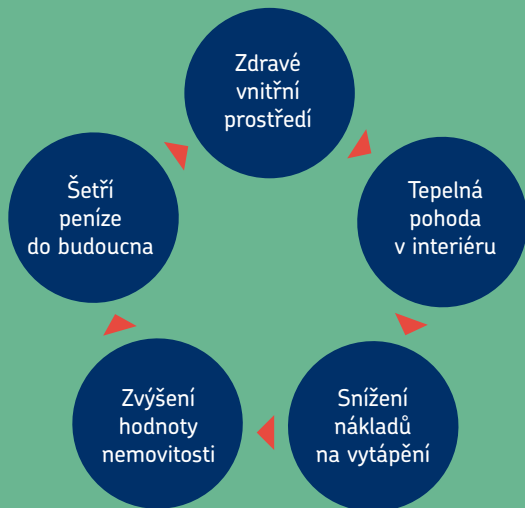 Zdravé
vnitřní
prostředí
Tepelná
pohoda
v interiéru
Snížení
nákladů
na vytápění
Zvýšení
hodnoty
nemovitosti
Šetří
peníze
do budoucna